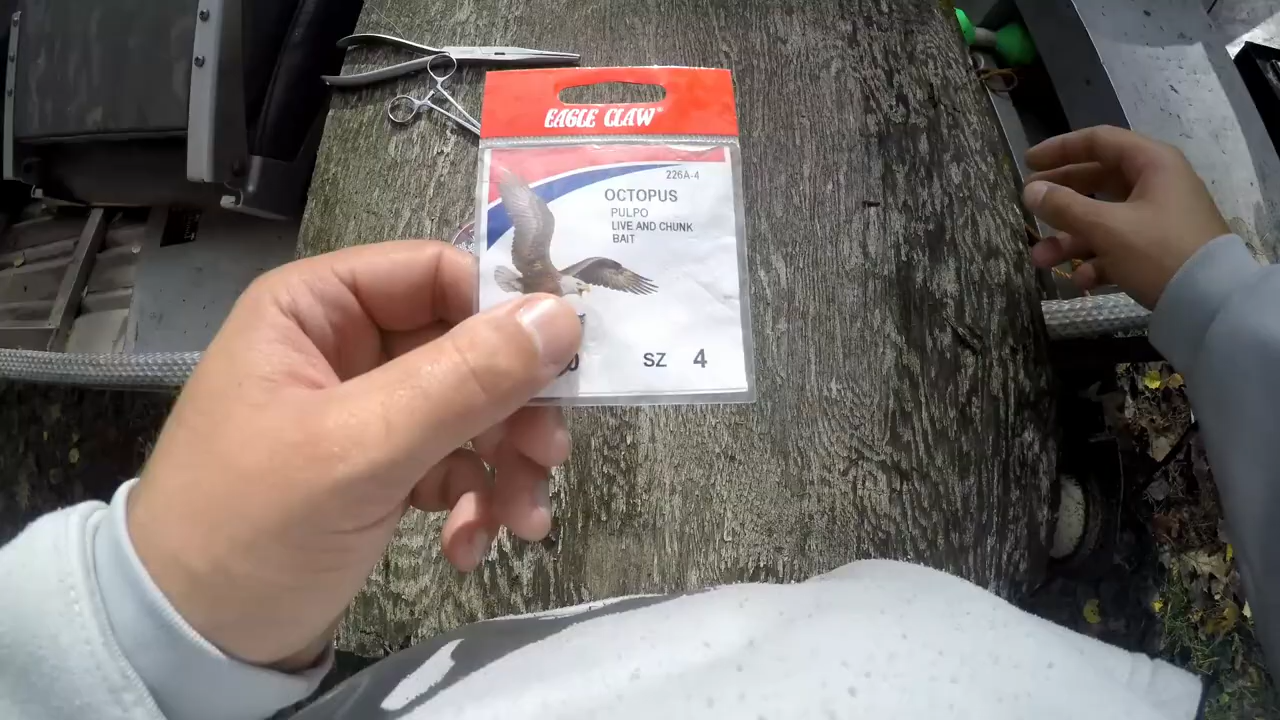 EAGLE CLAW®
226A-4
OCTOPUS
PULPO
LIVE AND CHUNK
BAIT
SZ 4